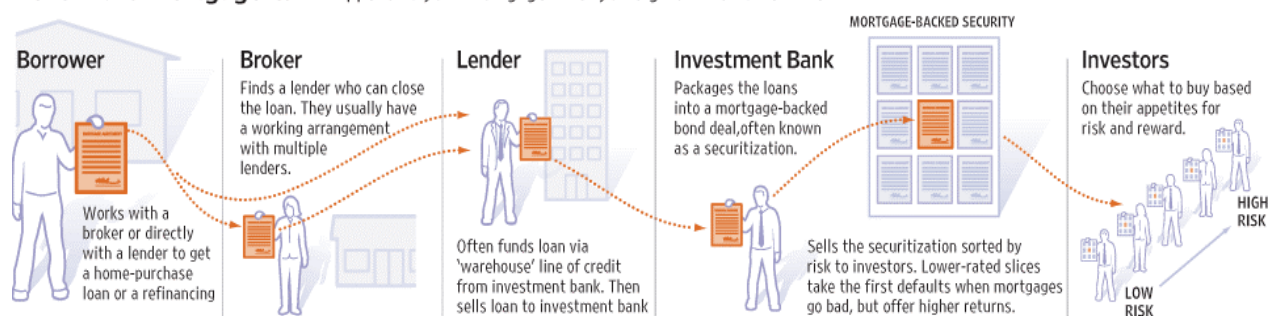 MORTGAGE-BACKED SECURITY
Borrower
Works with a
broker or directly
with a lender to get
a home-purchase
loan or a refinancing
Broker
Finds a lender who can close
the loan. They usually have
a working arrangement
with multiple
lenders.
Lender
Often funds loan via
'warehouse' line of credit
from investment bank. Then
sells loan to investment bank
Investment Bank
Packages the loans
into a mortgage-backed
bond deal,often known
as a securitization.
Sells the securitization sorted by
risk to investors. Lower-rated slices
take the first defaults when mortgages
go bad, but offer higher returns.
Investors
Choose what to buy based
on their appetites for
risk and reward.
HIGH
RISK
LOW
RISK